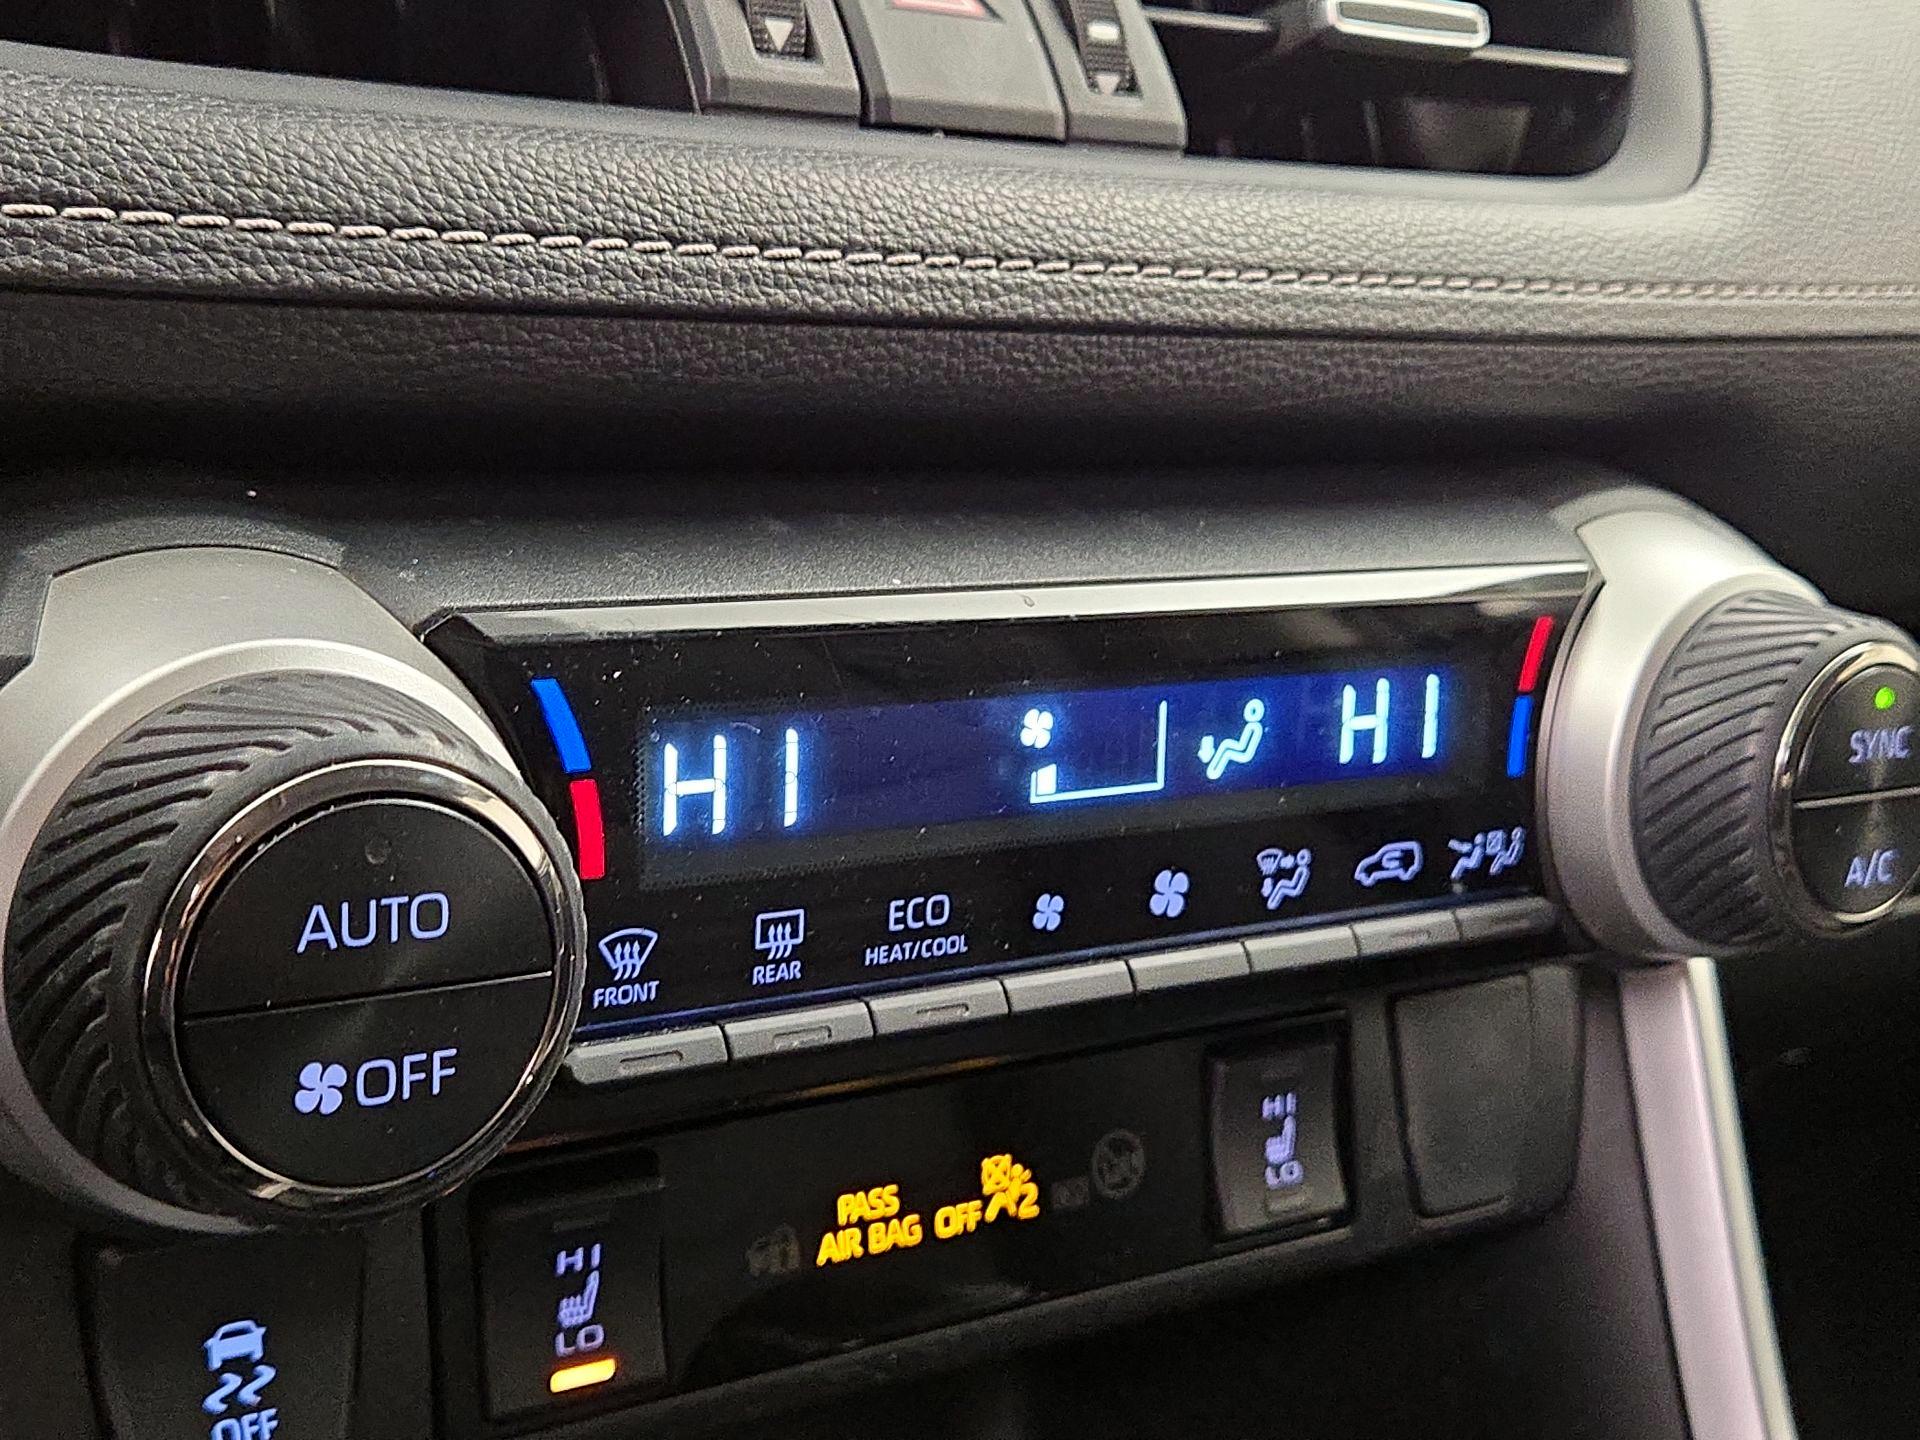 HI HI
SYNC
A/C
AUTO
OFF
FRONT
REAR
ECO
HEAT/COOL
PASS
AIR BAG OFF 2
HI
LO
HI
LO
OFF